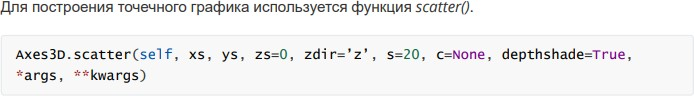 Для построения точечного графика используется функция scatter().
Axes3D.scatter(self, xs, ys, zs=0, zdir=’z’, s=20, c=None, depthshade=True,
*args, **kwargs)